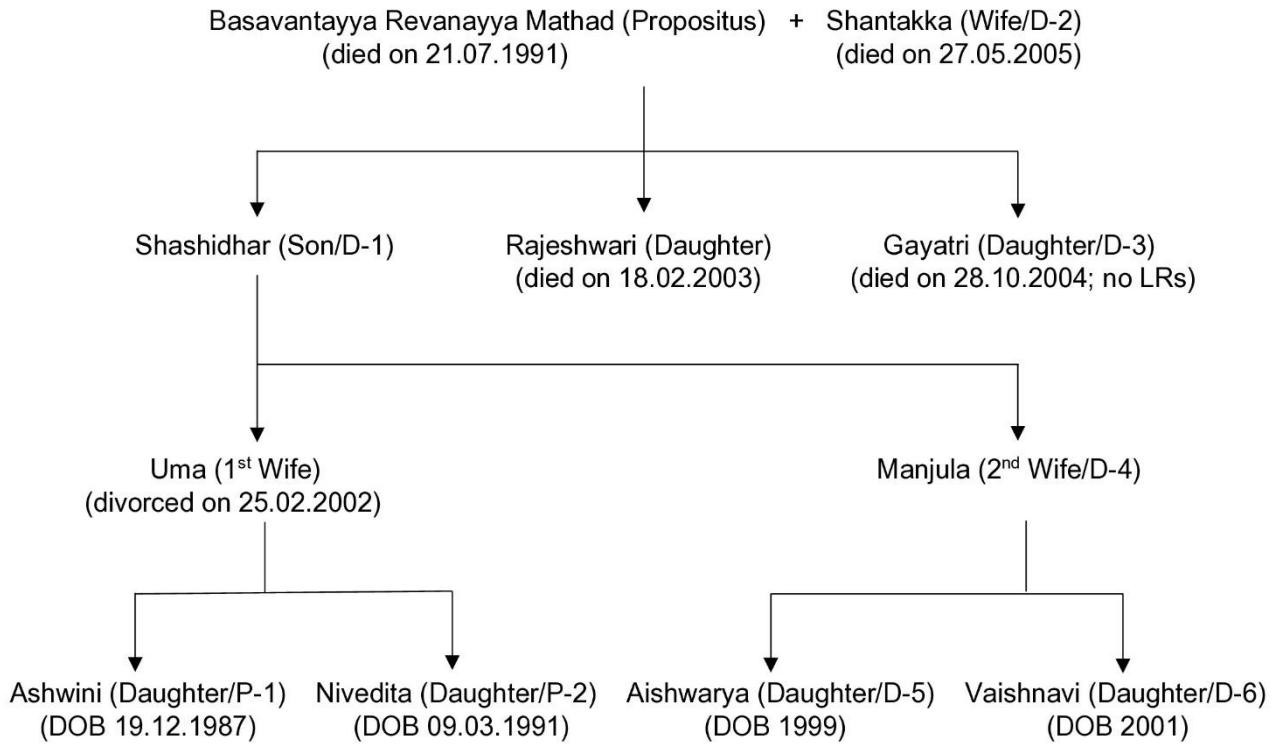 Basavantayya Revanayya Mathad (Propositus) + Shantakka (Wife/D-2)
(died on 21.07.1991) (died on 27.05.2005)
Shashidhar (Son/D-1) Rajeshwari (Daughter) Gayatri (Daughter/D-3)
(died on 18.02.2003) (died on 28.10.2004; no LRs)
Uma (1st Wife) Manjula (2nd Wife/D-4)
(divorced on 25.02.2002)
Ashwini (Daughter/P-1) Nivedita (Daughter/P-2) Aishwarya (Daughter/D-5) Vaishnavi (Daughter/D-6)
(DOB 19.12.1987) (DOB 09.03.1991) (DOB 1999) (DOB 2001)